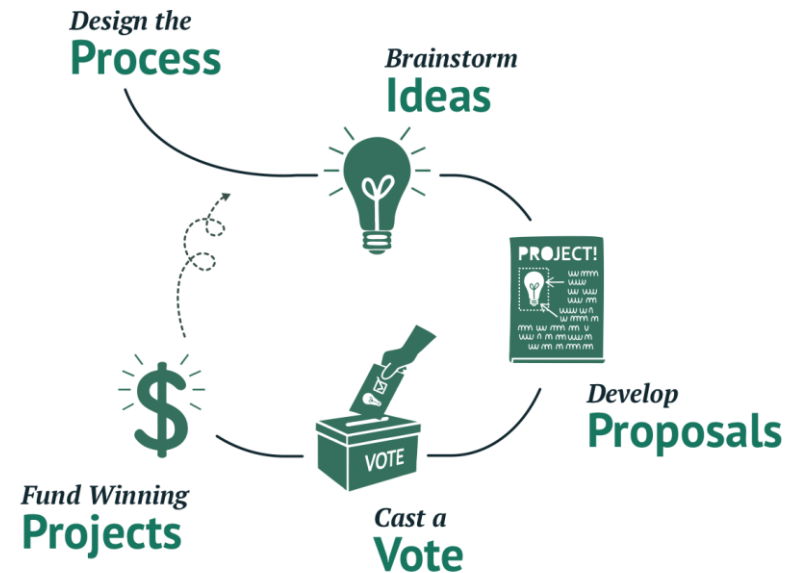 Design the
Process
Brainstorm
Ideas
PROJECT!
Develop
Proposals
VOTE
Cast a
Vote
Fund Winning
Projects